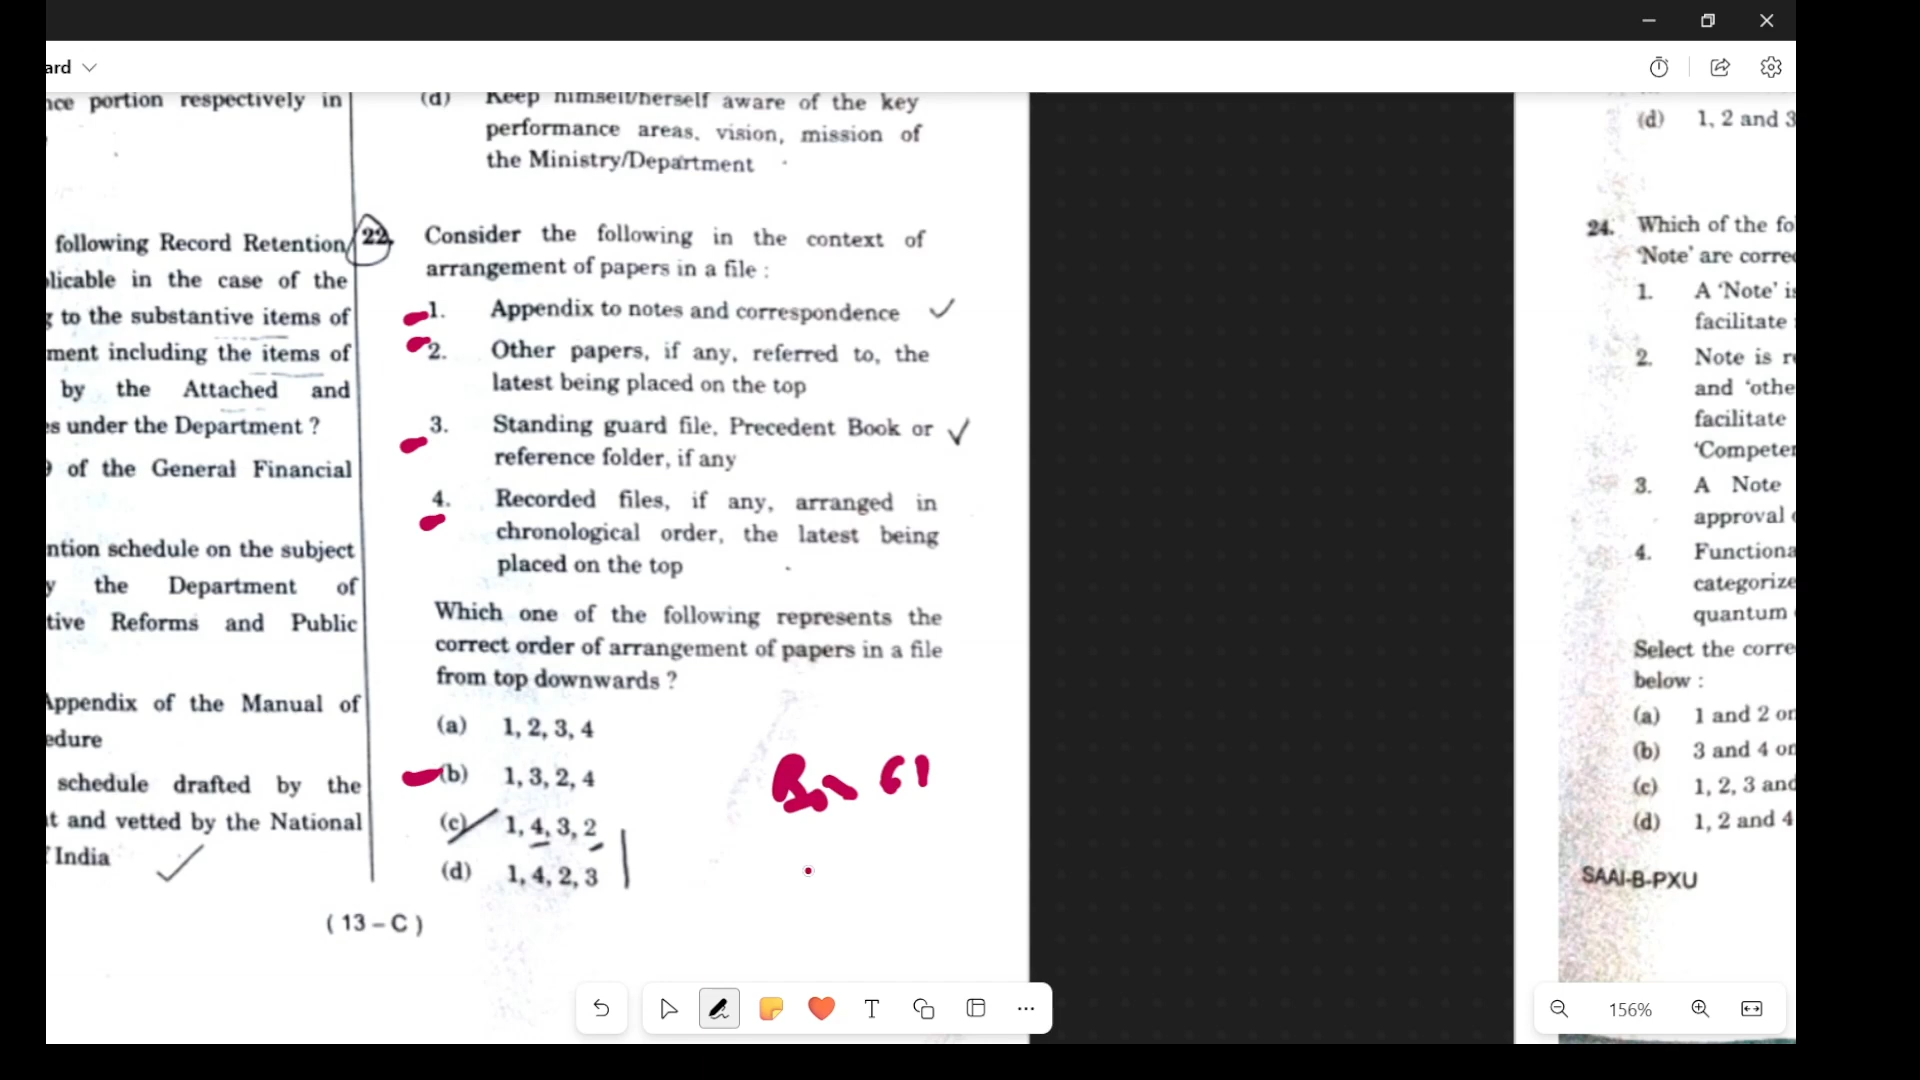 ard
nce portion respectively in
following Record Retention
licable in the case of the
g to the substantive items of
ment including the items of
by the Attached and
es under the Department ?
of the General Financial
ntion schedule on the subject
y the Department of
tive Reforms and Public
Appendix of the Manual of
edure
schedule drafted by the
t and vetted by the National
India
(d) Keep himself/herself aware of the key
performance areas, vision, mission of
the Ministry/Department
22. Consider the following in the context of
arrangement of papers in a file :
1. Appendix to notes and correspondence
2. Other papers, if any, referred to, the
latest being placed on the top
3. Standing guard file, Precedent Book or
reference folder, if any
4. Recorded files, if any, arranged in
chronological order, the latest being
placed on the top
Which one of the following represents the
correct order of arrangement of papers in a file
from top downwards ?
(a) 1, 2, 3, 4
(b) 1, 3, 2, 4
(c) 1, 4, 3, 2
(d) 1, 4, 2, 3
( 13 – C )
(d) 1, 2 and 3
24. Which of the fo
'Note' are corre
1. A 'Note' is
facilitate
2. Note is r
and 'othe
facilitate
'Competer
3. A Note
approval
4. Functiona
categorize
quantum
Select the corre
below :
(a) 1 and 2 on
(b) 3 and 4 on
(c) 1, 2, 3 and
(d) 1, 2 and 4
SAAI-B-PXU
T
156%